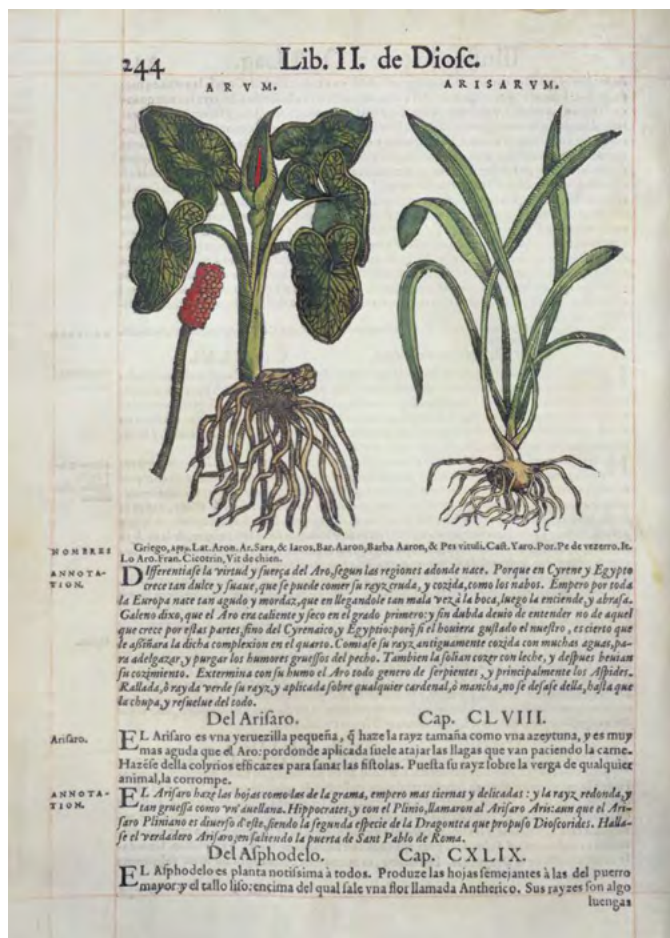 244
Lib. II. de Diosc.
ARVM.
ARISARVM.
NOMBRES
Griego, Lat. Aron. Ar. Sara, & Iaros, Bar. Aaron, Barba Aaron, & Pes vituli. Cast. Yaro. Por. Pe de vezerro. Ie.
Lo Aro. Fran. Cicotrin, Vit de chien.
ANNOTA-
TION.
DIfferentiase la virtud y fuerça del Aro, segun las regiones adonde nace. Porque en Cyrene y Egypto
crece tan dulce y suaue, que se puede comer su rayz, cruda, y cozida, como los nabos. Empero por toda
la Europa nace tan agudo y mordaz, que en llegandole tan mala vez à la boca, luego la enciende, y abrasa.
Galeno dixo, que el Aro era caliente y seco en el grado primero: y sin dubda deuio de entender no de aquel
que crece por estas partes, sino del Cyrenaico, y Egyptio: porq̃ si el houiera gustado el nuestro, es cierto que
le assiñara la dicha complexion en el quarto. Comiase su rayz, antiguamente cozida con muchas aguas, pa-
ra adelgazar, y purgar los humores gruessos del pecho. Tambien la solian cozer con leche, y despues beuian
su cozimiento. Extermina con su humo el Aro todo genero de serpientes, y principalmente los Aspides.
Rallada, ò rayda verde su rayz, y aplicada sobre qualquier cardenal, ò mancha, no se desase della, hasta que
la chupa, y resuelue del todo.
Del Arisaro. Cap. CLVIII.
Arisaro.
EL Arisaro es vna yeruezilla pequeña, q̃ haze la rayz tamaña como vna azeytuna, y es muy
mas aguda que el Aro: pordonde aplicada suele atajar las llagas que van paciendo la carne.
Hazẽse della colyrios efficazes para sanar las fistolas. Puesta su rayz sobre la verga de qualquier
animal, la corrompe.
ANNOTA-
TION.
EL Arisaro haze las hojas como las de la grama, empero mas tiernas y delicadas: y la rayz, redonda, y
tan gruessa como vn' auellana. Hippocrates, y con el Plinio, llamaron al Arisaro Aris: aun que el Ari-
saro Pliniano es diuerso d'este, siendo la segunda especie de la Dragontea que propuso Dioscorides. Halla-
se el verdadero Arisaro, en saliendo la puerta de Sant Pablo de Roma.
Del Asphodelo. Cap. CXLIX.
EL Asphodelo es planta notissima à todos. Produze las hojas semejantes à las del puerro
mayor: y el tallo liso: encima del qual sale vna flor llamada Antherico. Sus rayzes son algo
luengas